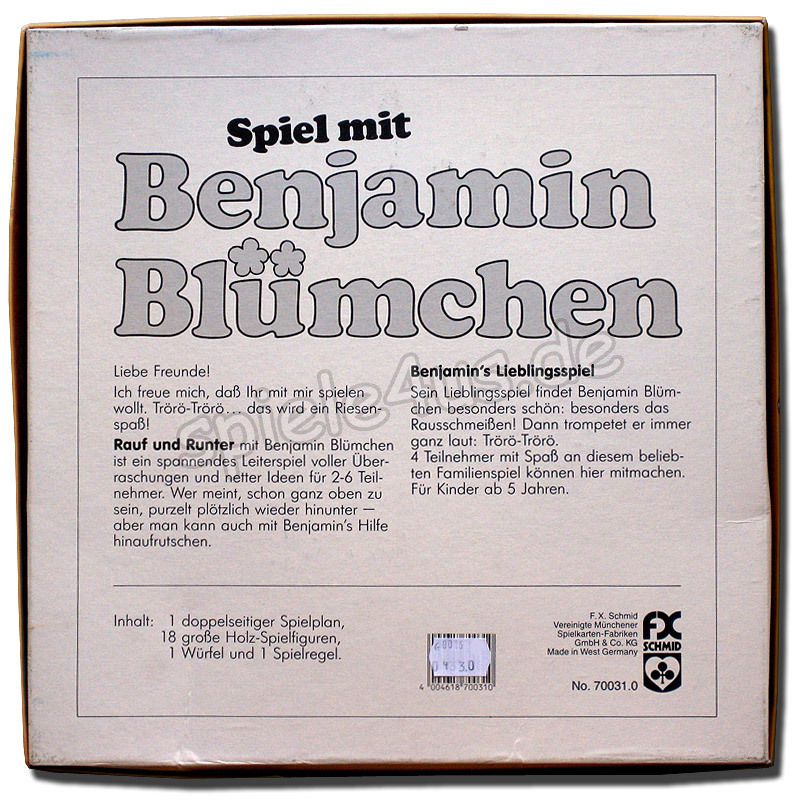 Spiel mit
Benjamin
Blümchen
Liebe Freunde!
Ich freue mich, daß Ihr mit mir spielen
wollt. Trörö-Trörö... das wird ein Riesen-
spaß!
Rauf und Runter mit Benjamin Blümchen
ist ein spannendes Leiterspiel voller Über-
raschungen und netter Ideen für 2-6 Teil-
nehmer. Wer meint, schon ganz oben zu
sein, purzelt plötzlich wieder hinunter —
aber man kann auch mit Benjamin's Hilfe
hinaufrutschen.
Benjamin's Lieblingsspiel
Sein Lieblingsspiel findet Benjamin Blüm-
chen besonders schön: besonders das
Rausschmeißen! Dann trompetet er immer
ganz laut: Trörö-Trörö.
4 Teilnehmer mit Spaß an diesem belieb-
ten Familienspiel können hier mitmachen.
Für Kinder ab 5 Jahren.
spiele4us.de
Inhalt: 1 doppelseitiger Spielplan,
18 große Holz-Spielfiguren,
1 Würfel und 1 Spielregel.
4 004618 700310
F.X. Schmid
Vereinigte Münchener
Spielkarten-Fabriken
GmbH & Co. KG
Made in West Germany
No. 70031.0
FX
SCHMID